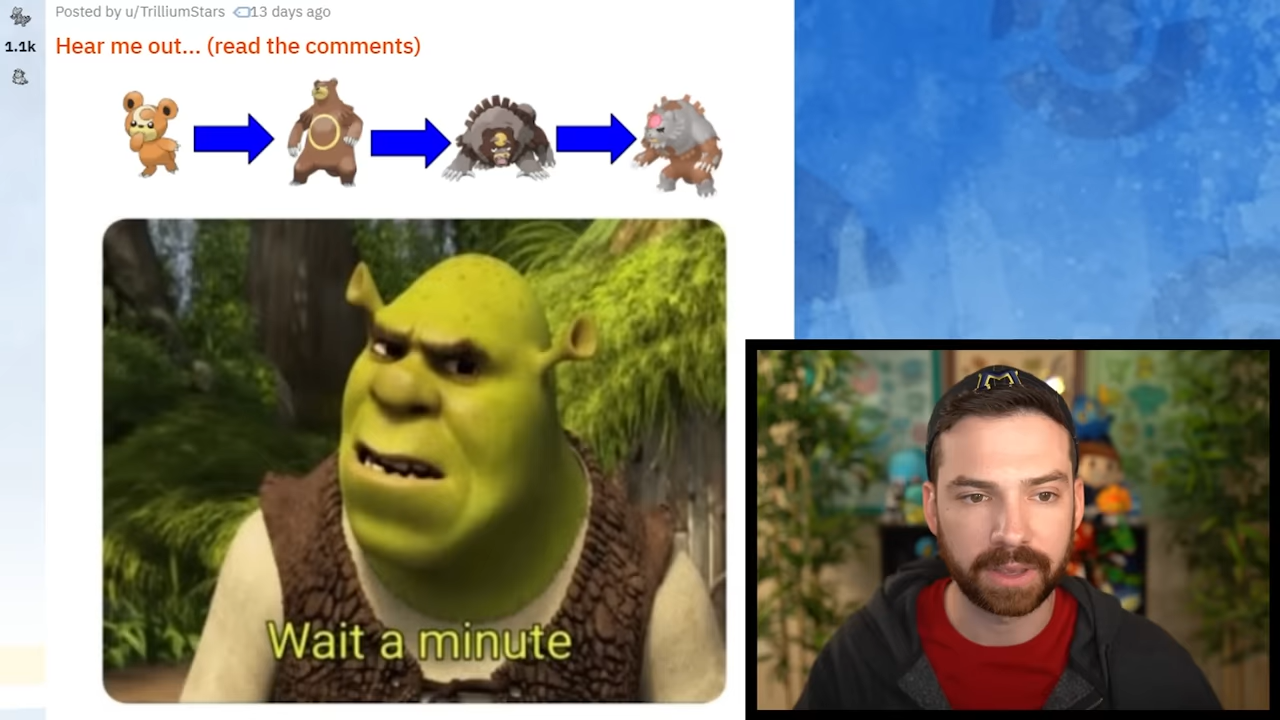 Posted by u/TrilliumStars 13 days ago
1.1k
Hear me out... (read the comments)
Wait a minute
M